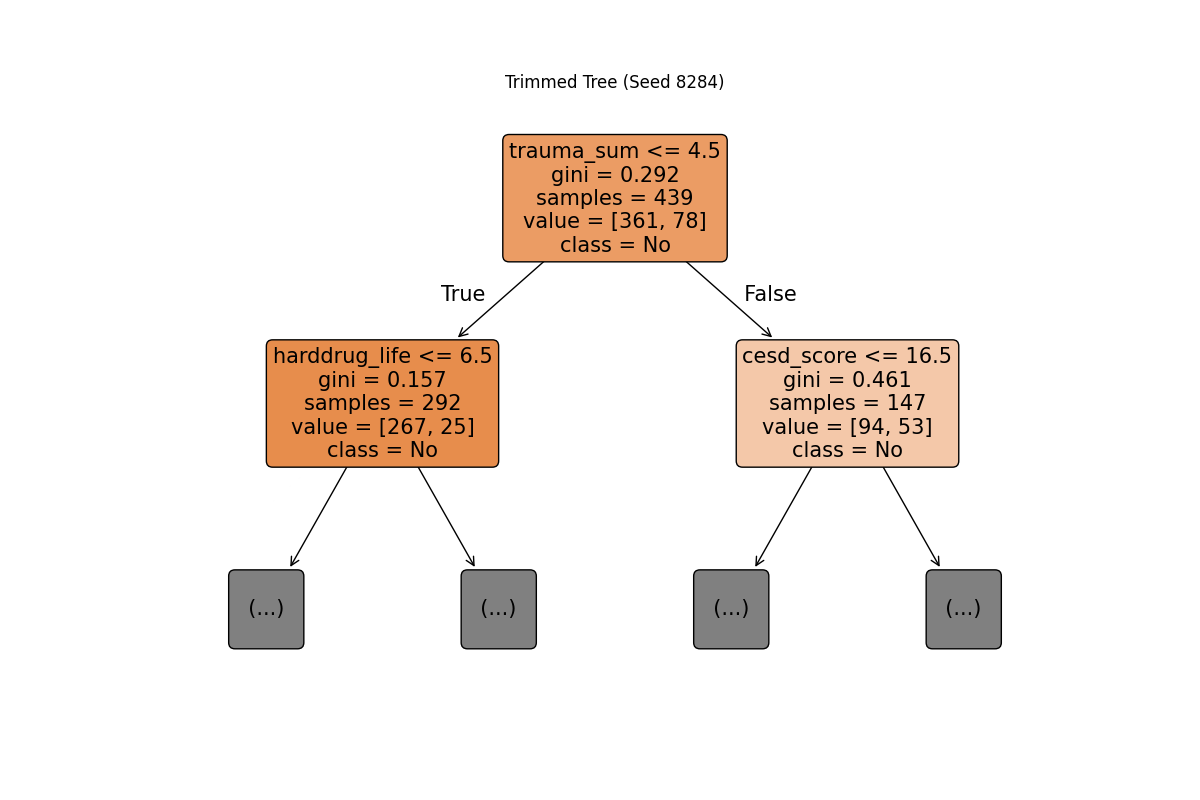 Trimmed Tree (Seed 8284)
trauma_sum <= 4.5
gini = 0.292
samples = 439
value = [361, 78]
class = No
True
False
harddrug_life <= 6.5
gini = 0.157
samples = 292
value = [267, 25]
class = No
cesd_score <= 16.5
gini = 0.461
samples = 147
value = [94, 53]
class = No
(...)
(...)
(...)
(...)